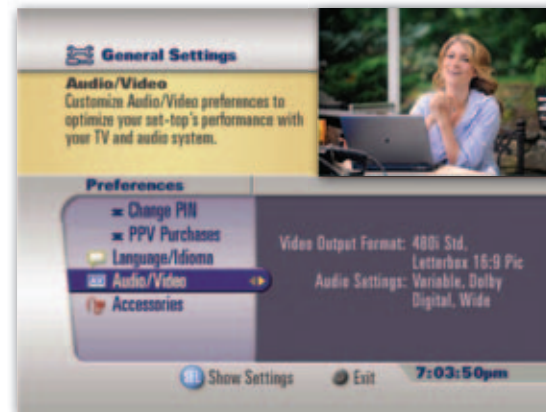 General Settings
Audio/Video
Customize Audio/Video preferences to
optimize your set-top's performance with
your TV and audio system.
Preferences
Change PIN
PPV Purchases
Language/Idioma
Audio/Video
Accessories
Video Output Format: 480i Std.
Letterbox 16:9 Pic
Audio Settings: Variable, Dolby
Digital, Wide
SEL Show Settings Exit 7:03:50pm